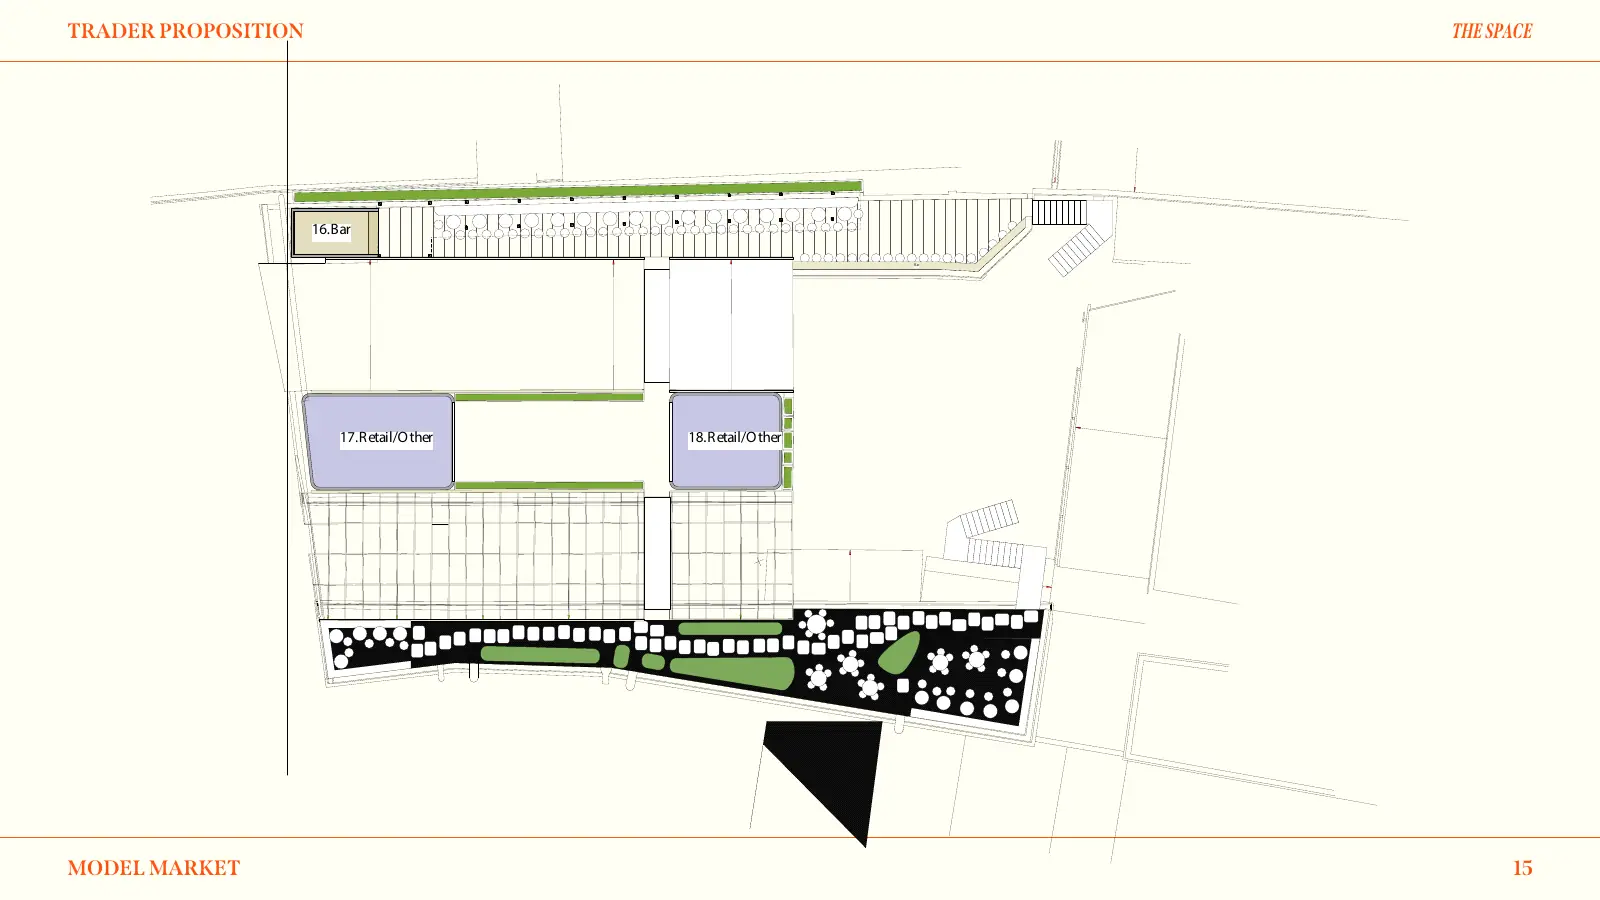 TRADER PROPOSITION
THE SPACE
16.Bar
17.Retail/Other
18.Retail/Other
MODEL MARKET
15